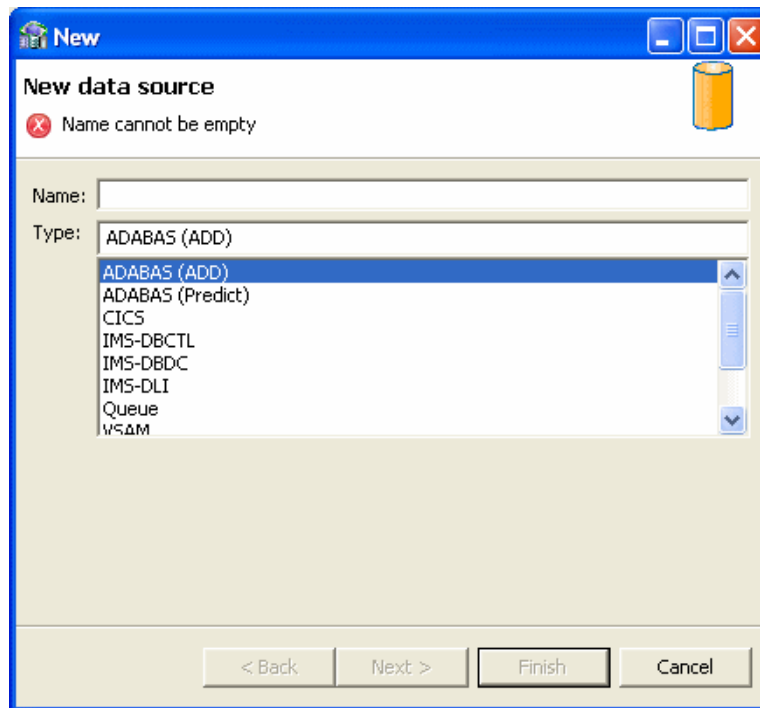 New
New data source
Name cannot be empty
Name:
Type: ADABAS (ADD)
ADABAS (ADD)
ADABAS (Predict)
CICS
IMS-DBCTL
IMS-DBDC
IMS-DLI
Queue
VSAM
< Back Next > Finish Cancel